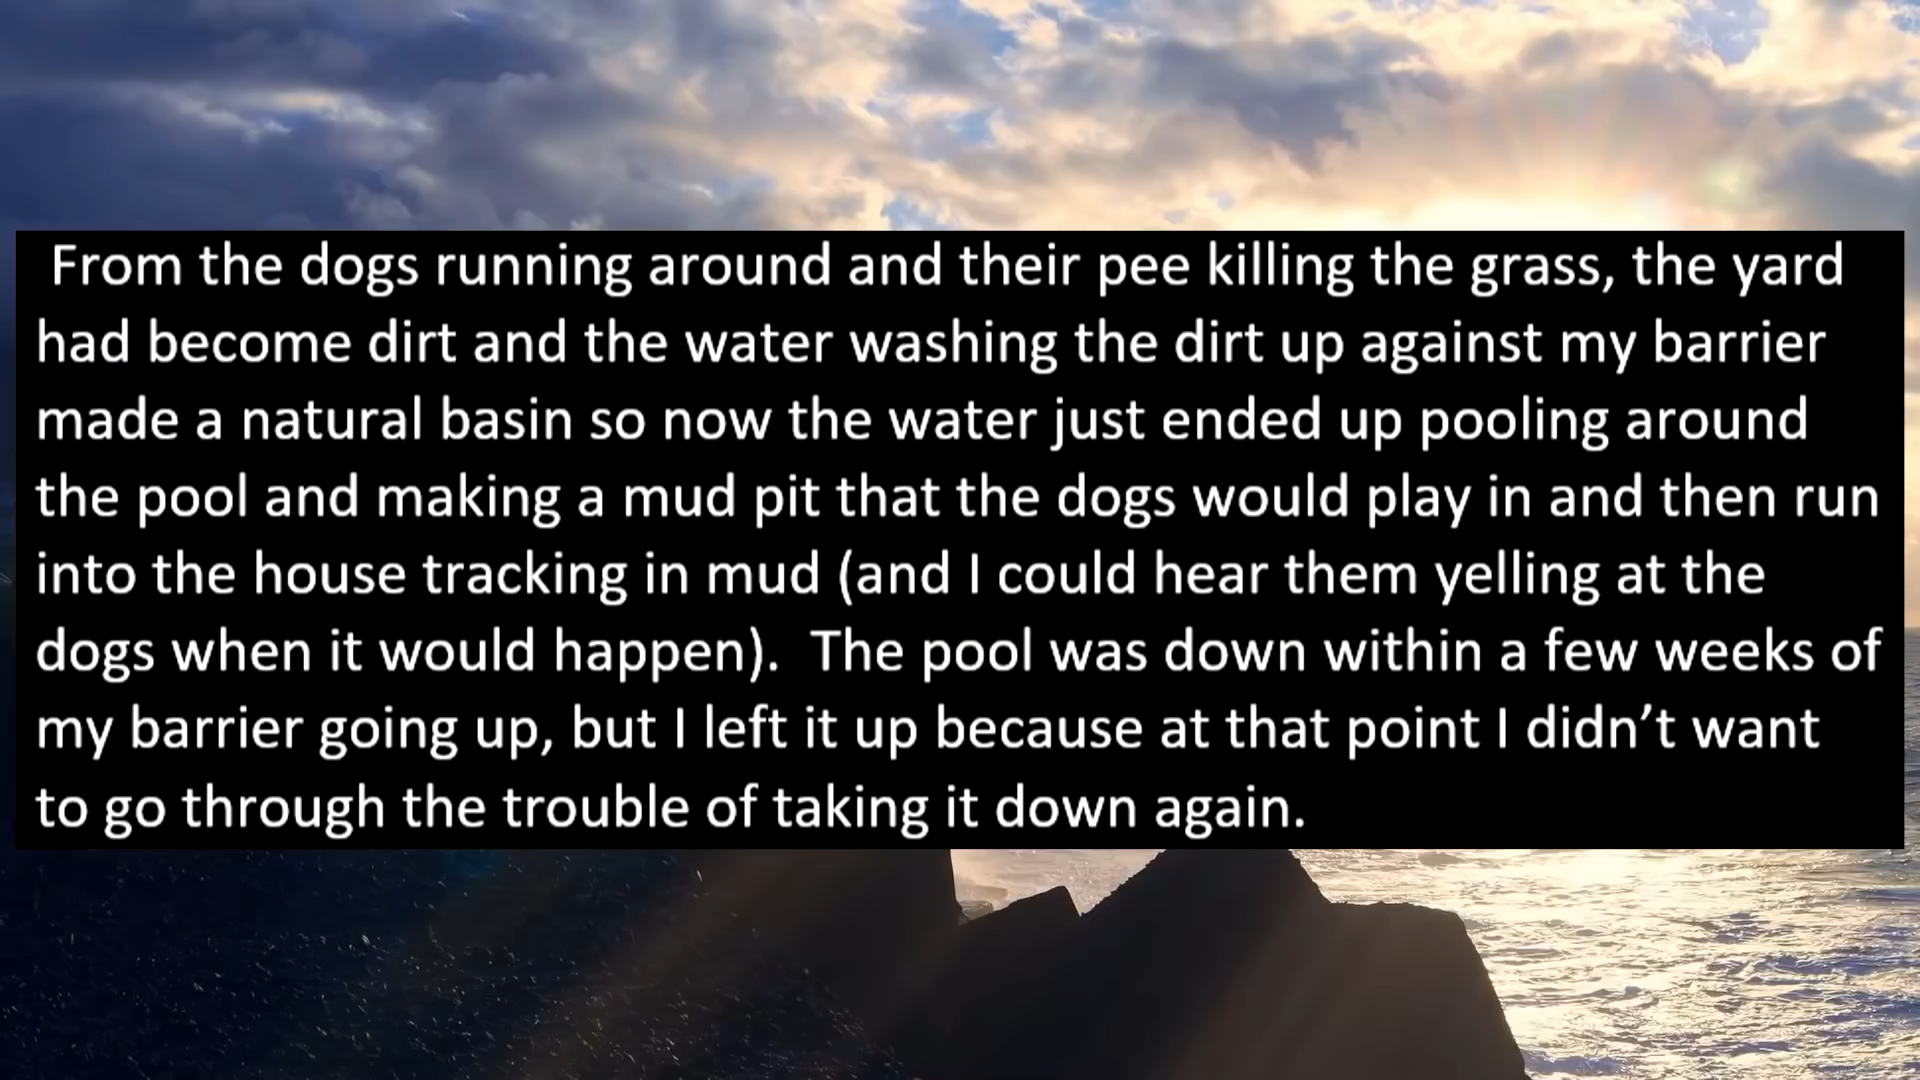 From the dogs running around and their pee killing the grass, the yard
had become dirt and the water washing the dirt up against my barrier
made a natural basin so now the water just ended up pooling around
the pool and making a mud pit that the dogs would play in and then run
into the house tracking in mud (and I could hear them yelling at the
dogs when it would happen).  The pool was down within a few weeks of
my barrier going up, but I left it up because at that point I didn’t want
to go through the trouble of taking it down again.